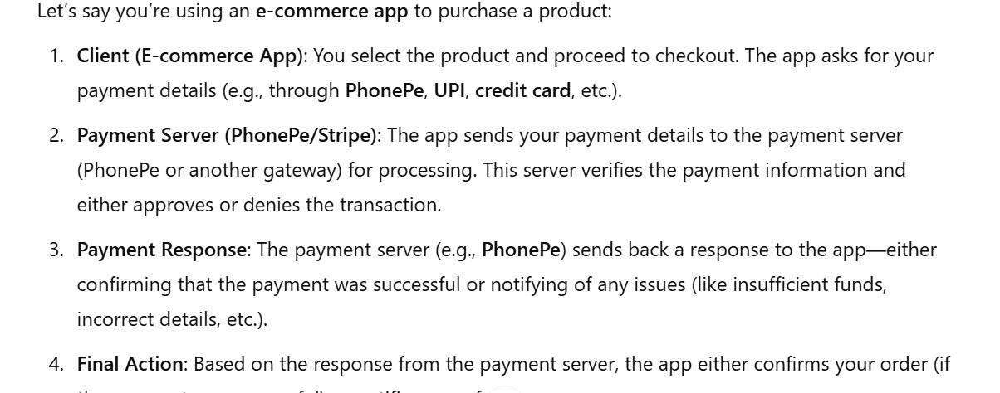 Let's say you're using an e-commerce app to purchase a product:
1. Client (E-commerce App): You select the product and proceed to checkout. The app asks for your
payment details (e.g., through PhonePe, UPI, credit card, etc.).
2. Payment Server (PhonePe/Stripe): The app sends your payment details to the payment server
(PhonePe or another gateway) for processing. This server verifies the payment information and
either approves or denies the transaction.
3. Payment Response: The payment server (e.g., PhonePe) sends back a response to the app—either
confirming that the payment was successful or notifying of any issues (like insufficient funds,
incorrect details, etc.).
4. Final Action: Based on the response from the payment server, the app either confirms your order (if